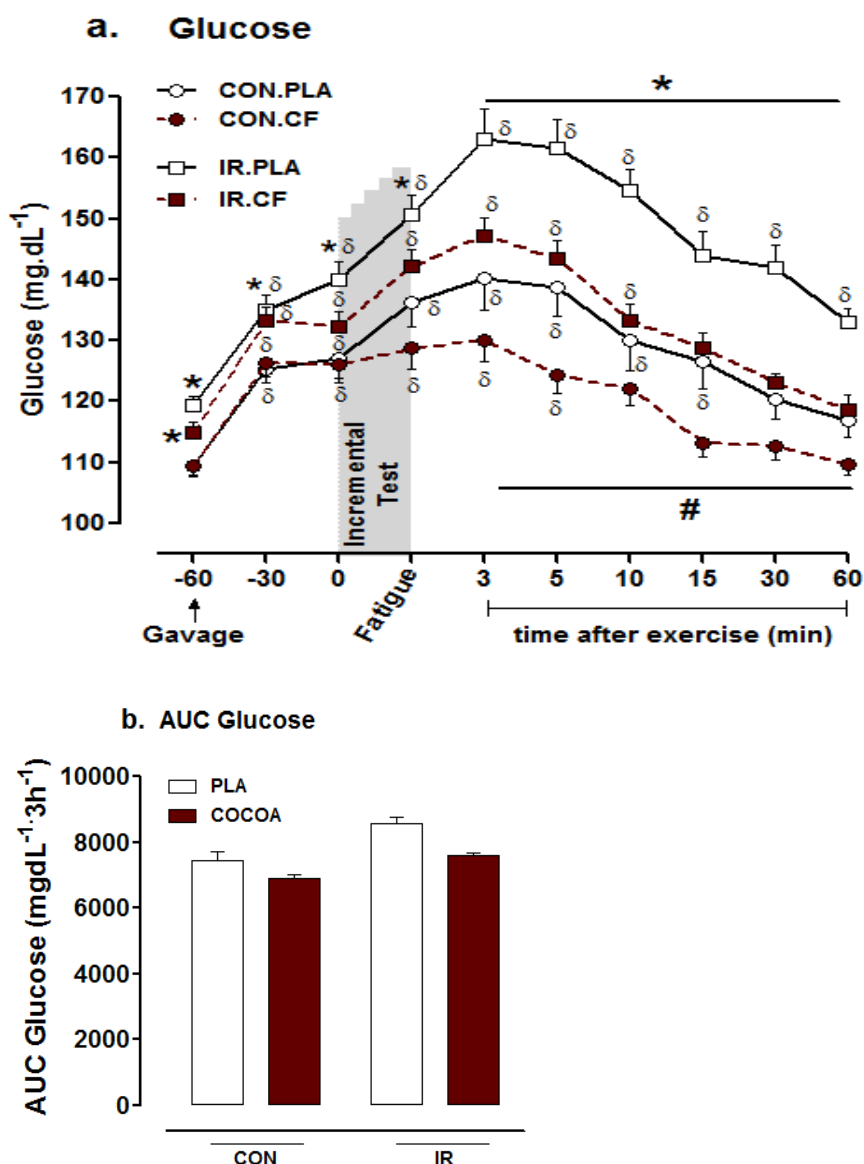 a. Glucose
CON.PLA
CON.CF
IR.PLA
IR.CF
*
Glucose (mg.dL⁻¹)
170
160
150
140
130
120
110
100
* δ δ δ δ δ δ δ
* δ δ δ δ δ
* δ δ δ δ δ δ
* δ δ δ δ δ
* δ δ δ δ
#
Incremental
Test
-60 -30 0 3 5 10 15 30 60
Fatigue
Gavage
time after exercise (min)
b. AUC Glucose
PLA
COCOA
AUC Glucose (mgdL⁻¹·3h⁻¹)
10000
8000
6000
4000
2000
0
CON IR